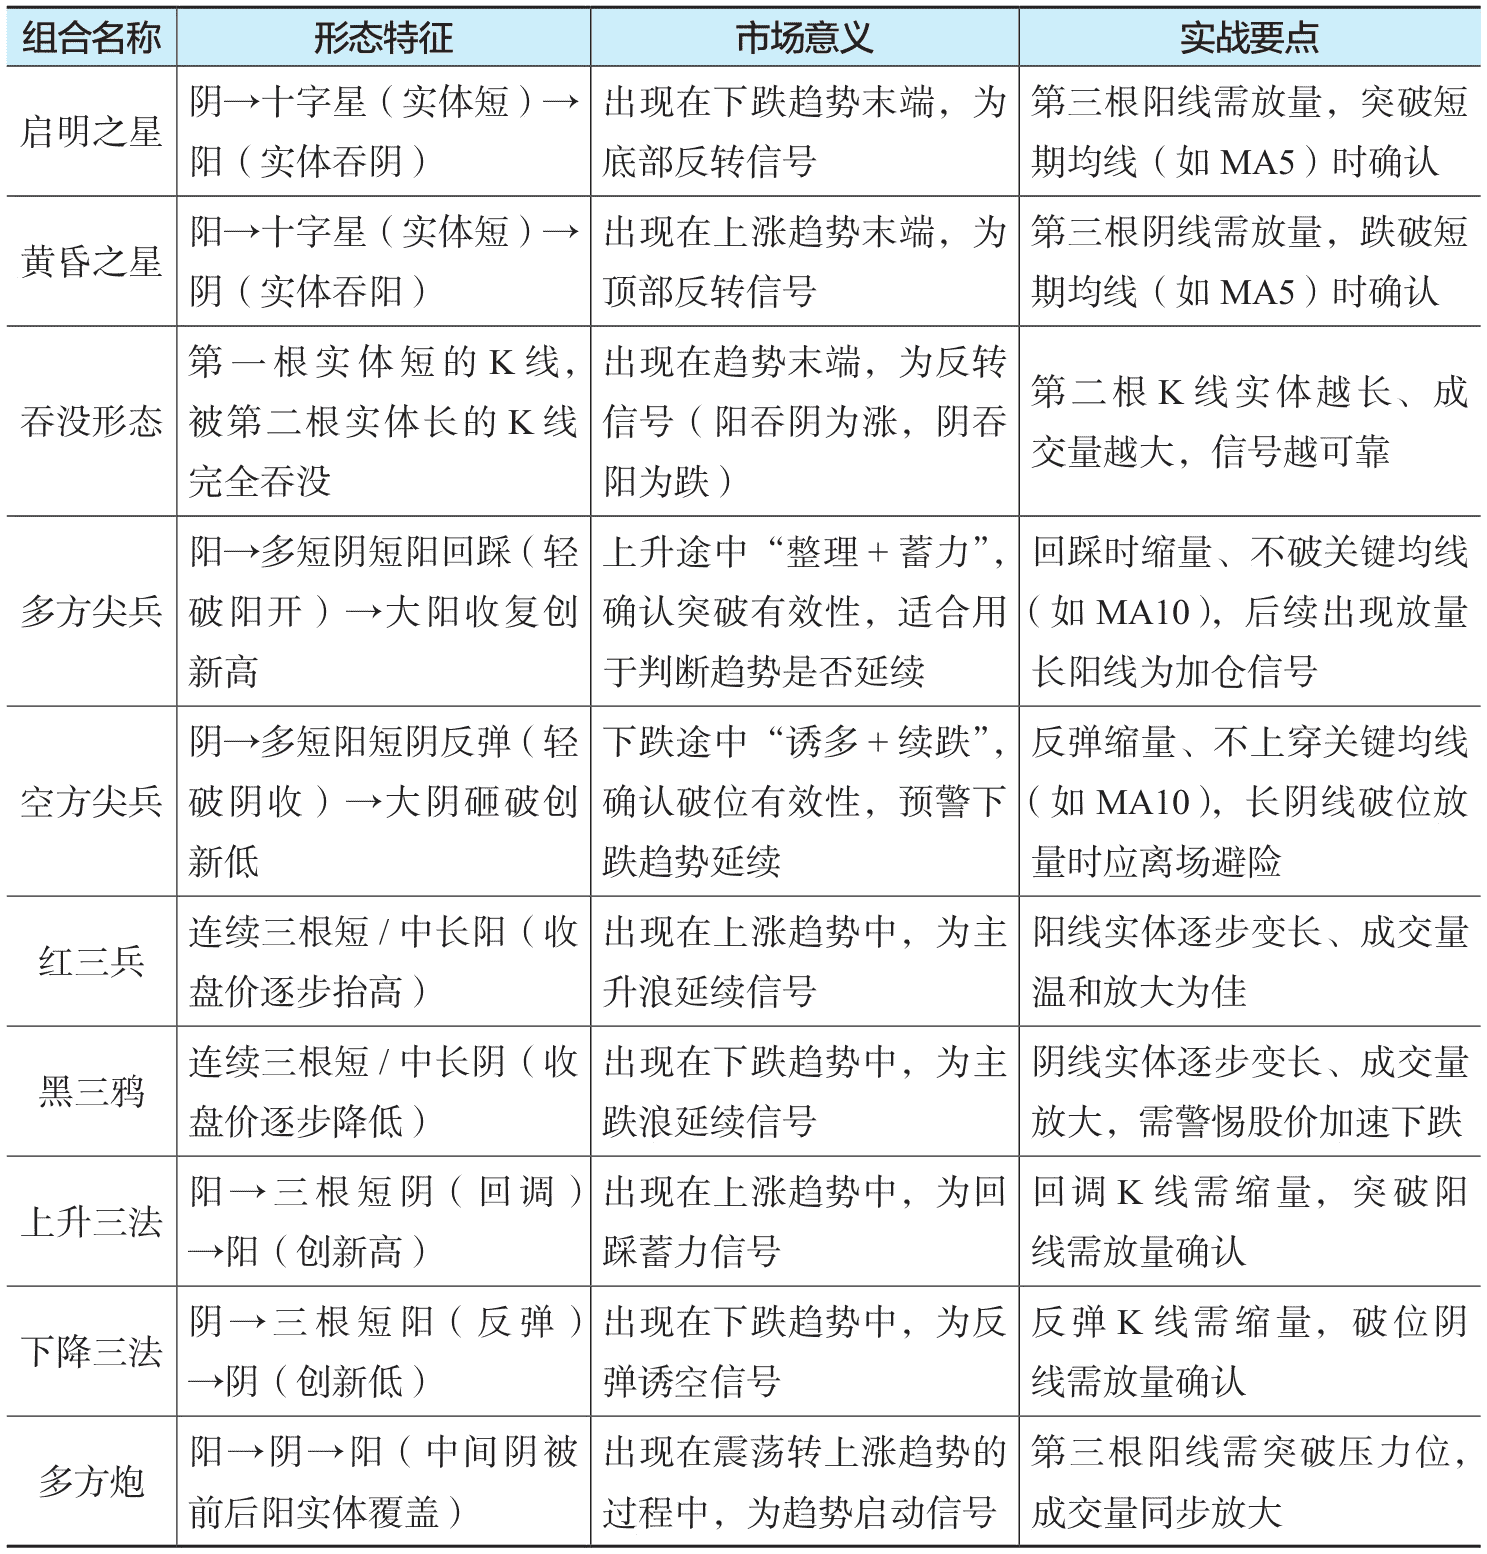 组合名称 形态特征 市场意义 实战要点
启明之星
阴→十字星（实体短）→
阳（实体吞阴）
出现在下跌趋势末端，为
底部反转信号
第三根阳线需放量，突破短
期均线（如 MA5）时确认
黄昏之星
阳→十字星（实体短）→
阴（实体吞阳）
出现在上涨趋势末端，为
顶部反转信号
第三根阴线需放量，跌破短
期均线（如 MA5）时确认
吞没形态
第一根实体短的 K 线，
被第二根实体长的 K 线
完全吞没
出现在趋势末端，为反转
信号（阳吞阴为涨，阴吞
阳为跌）
第二根 K 线实体越长、成
交量越大，信号越可靠
多方尖兵
阳→多短阴短阳回踩（轻
破阳开）→大阳收复创
新高
上升途中“整理 + 蓄力”，
确认突破有效性，适合用
于判断趋势是否延续
回踩时缩量、不破关键均线
（如 MA10），后续出现放量
长阳线为加仓信号
空方尖兵
阴→多短阳短阴反弹（轻
破阴收）→大阴砸破创
新低
下跌途中“诱多 + 续跌”，
确认破位有效性，预警下
跌趋势延续
反弹缩量、不上穿关键均线
（如 MA10），长阴线破位放
量时应离场避险
红三兵
连续三根短 / 中长阳（收
盘价逐步抬高）
出现在上涨趋势中，为主
升浪延续信号
阳线实体逐步变长、成交量
温和放大为佳
黑三鸦
连续三根短 / 中长阴（收
盘价逐步降低）
出现在下跌趋势中，为主
跌浪延续信号
阴线实体逐步变长、成交量
放大，需警惕股价加速下跌
上升三法
阳→三根短阴（回调）
→阳（创新高）
出现在上涨趋势中，为回
踩蓄力信号
回调 K 线需缩量，突破阳
线需放量确认
下降三法
阴→三根短阳（反弹）
→阴（创新低）
出现在下跌趋势中，为反
弹诱空信号
反弹 K 线需缩量，破位阴
线需放量确认
多方炮
阳→阴→阳（中间阴被
前后阳实体覆盖）
出现在震荡转上涨趋势的
过程中，为趋势启动信号
第三根阳线需突破压力位，
成交量同步放大